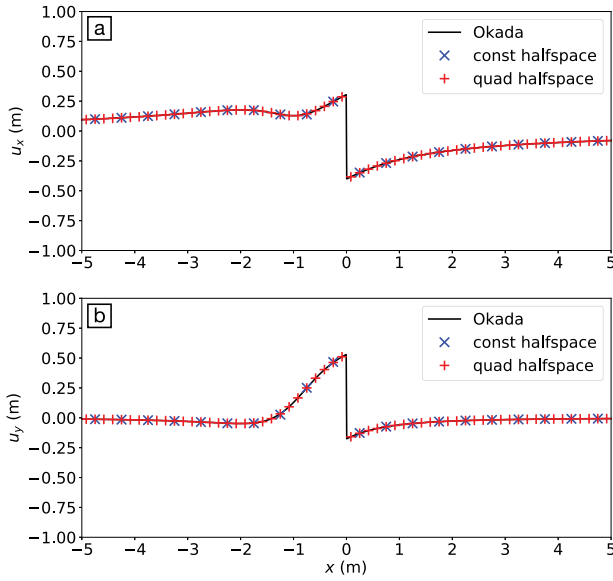 a
1.00
0.75
0.50
0.25
0.00
−0.25
−0.50
−0.75
−1.00
u_x (m)
Okada
const halfspace
quad halfspace
−5 −4 −3 −2 −1 0 1 2 3 4 5
b
1.00
0.75
0.50
0.25
0.00
−0.25
−0.50
−0.75
−1.00
u_y (m)
Okada
const halfspace
quad halfspace
−5 −4 −3 −2 −1 0 1 2 3 4 5
x (m)